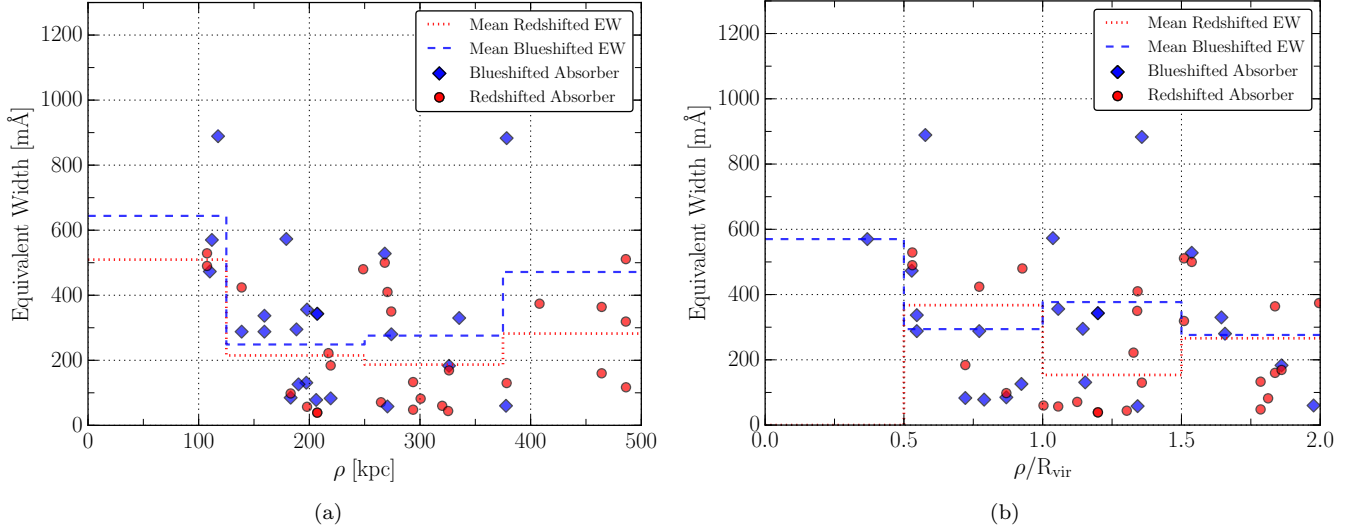 1200
1000
800
600
400
200
0
Equivalent Width [mÅ]
Mean Redshifted EW
Mean Blueshifted EW
Blueshifted Absorber
Redshifted Absorber
0 100 200 300 400 500
ρ [kpc]
(a)
1200
1000
800
600
400
200
0
Equivalent Width [mÅ]
Mean Redshifted EW
Mean Blueshifted EW
Blueshifted Absorber
Redshifted Absorber
0.0 0.5 1.0 1.5 2.0
ρ/R_vir
(b)